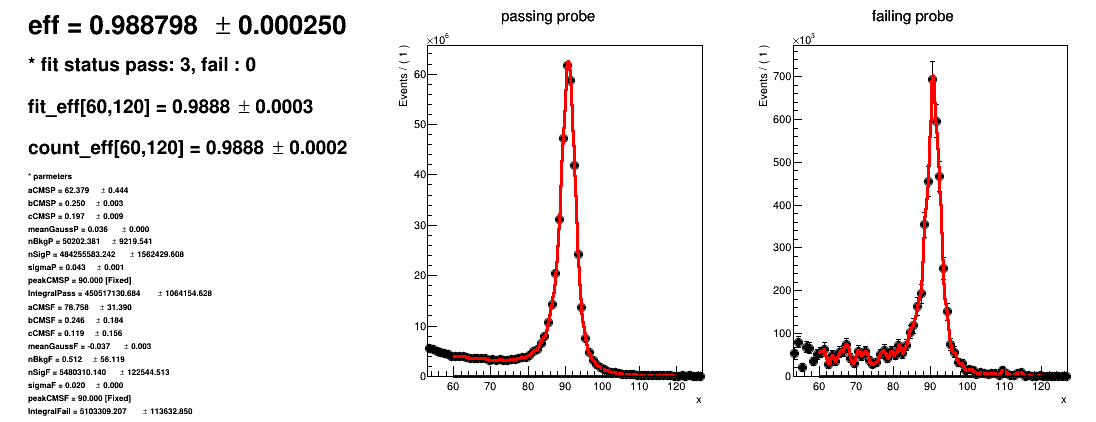 eff = 0.988798 ± 0.000250
* fit status pass: 3, fail : 0
fit_eff[60,120] = 0.9888 ± 0.0003
count_eff[60,120] = 0.9888 ± 0.0002
* parmeters
aCMSP = 62.379 ± 0.444
bCMSP = 0.250 ± 0.003
cCMSP = 0.197 ± 0.009
meanGaussP = 0.036 ± 0.000
nBkgP = 50202.381 ± 9219.541
nSigP = 484255583.242 ± 1562429.608
sigmaP = 0.043 ± 0.001
peakCMSP = 90.000 [Fixed]
IntegralPass = 450517130.684 ± 1064154.628
aCMSF = 78.758 ± 31.390
bCMSF = 0.246 ± 0.184
cCMSF = 0.119 ± 0.156
meanGaussF = -0.037 ± 0.003
nBkgF = 0.512 ± 56.119
nSigF = 5480310.140 ± 122544.513
sigmaF = 0.020 ± 0.000
peakCMSF = 90.000 [Fixed]
IntegralFail = 5103309.207 ± 113632.850
passing probe
×10⁶
Events / ( 1 )
60
50
40
30
20
10
0
60 70 80 90 100 110 120
x
failing probe
×10³
Events / ( 1 )
700
600
500
400
300
200
100
0
60 70 80 90 100 110 120
x